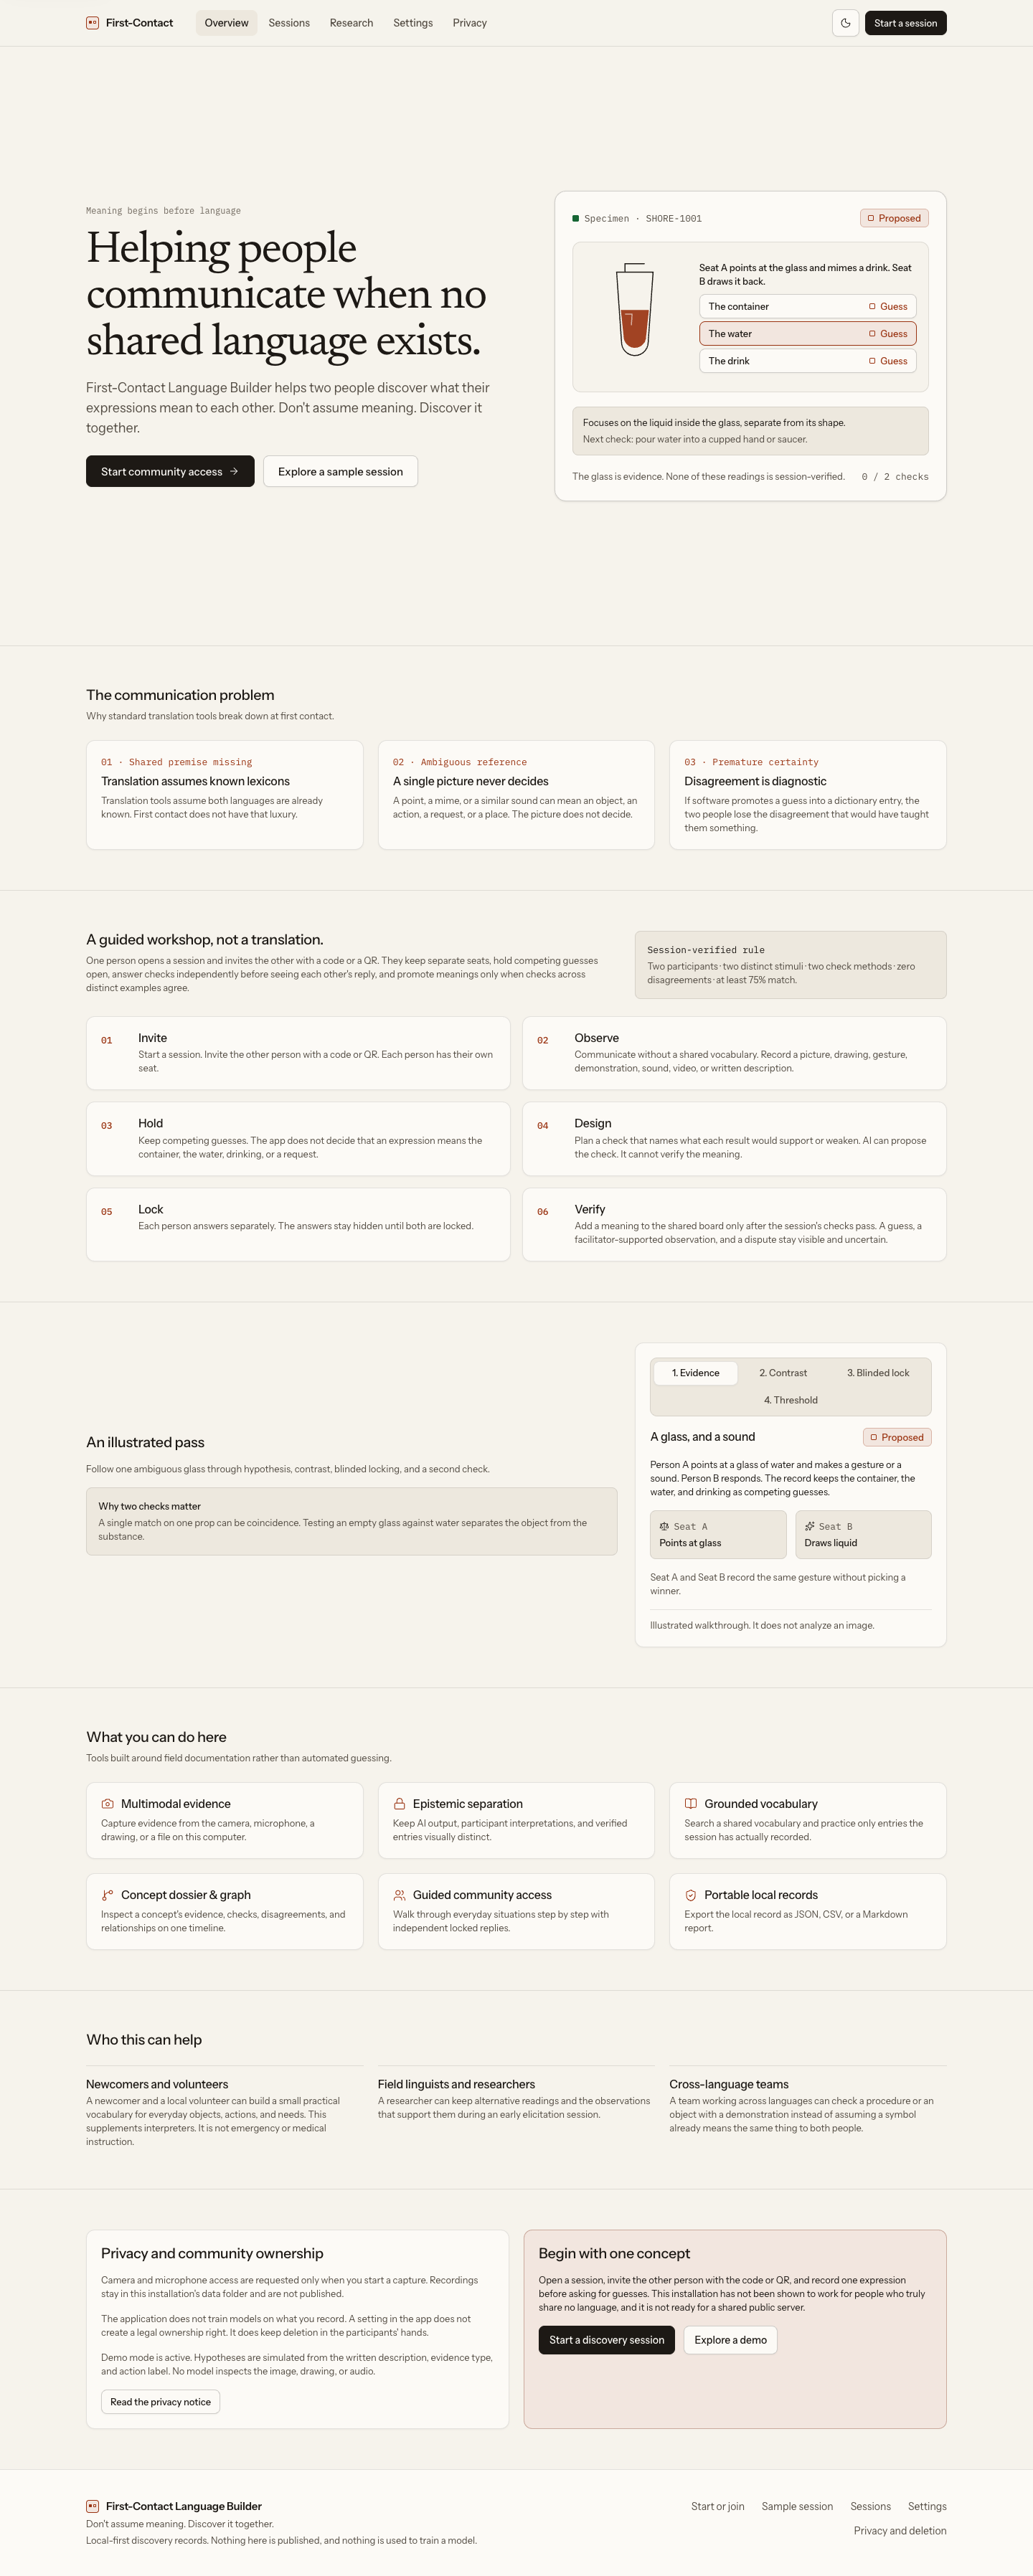 First-Contact
Overview
Sessions
Research
Settings
Privacy
Start a session
Meaning begins before language
Helping people
communicate when no
shared language exists.
First-Contact Language Builder helps two people discover what their
expressions mean to each other. Don't assume meaning. Discover it
together.
Start community access →
Explore a sample session
Specimen · SHORE-1001
Proposed
Seat A points at the glass and mimes a drink. Seat
B draws it back.
The container
Guess
The water
Guess
The drink
Guess
Focuses on the liquid inside the glass, separate from its shape.
Next check: pour water into a cupped hand or saucer.
The glass is evidence. None of these readings is session-verified.
0 / 2 checks
The communication problem
Why standard translation tools break down at first contact.
01 · Shared premise missing
Translation assumes known lexicons
Translation tools assume both languages are already
known. First contact does not have that luxury.
02 · Ambiguous reference
A single picture never decides
A point, a mime, or a similar sound can mean an object, an
action, a request, or a place. The picture does not decide.
03 · Premature certainty
Disagreement is diagnostic
If software promotes a guess into a dictionary entry, the
two people lose the disagreement that would have taught
them something.
A guided workshop, not a translation.
One person opens a session and invites the other with a code or a QR. They keep separate seats, hold competing guesses
open, answer checks independently before seeing each other's reply, and promote meanings only when checks across
distinct examples agree.
Session-verified rule
Two participants · two distinct stimuli · two check methods · zero
disagreements · at least 75% match.
01
Invite
Start a session. Invite the other person with a code or QR. Each person has their own
seat.
02
Observe
Communicate without a shared vocabulary. Record a picture, drawing, gesture,
demonstration, sound, video, or written description.
03
Hold
Keep competing guesses. The app does not decide that an expression means the
container, the water, drinking, or a request.
04
Design
Plan a check that names what each result would support or weaken. AI can propose
the check. It cannot verify the meaning.
05
Lock
Each person answers separately. The answers stay hidden until both are locked.
06
Verify
Add a meaning to the shared board only after the session's checks pass. A guess, a
facilitator-supported observation, and a dispute stay visible and uncertain.
An illustrated pass
Follow one ambiguous glass through hypothesis, contrast, blinded locking, and a second check.
Why two checks matter
A single match on one prop can be coincidence. Testing an empty glass against water separates the object from the
substance.
1. Evidence
2. Contrast
3. Blinded lock
4. Threshold
A glass, and a sound
Proposed
Person A points at a glass of water and makes a gesture or a
sound. Person B responds. The record keeps the container, the
water, and drinking as competing guesses.
Seat A
Points at glass
Seat B
Draws liquid
Seat A and Seat B record the same gesture without picking a
winner.
Illustrated walkthrough. It does not analyze an image.
What you can do here
Tools built around field documentation rather than automated guessing.
Multimodal evidence
Capture evidence from the camera, microphone, a
drawing, or a file on this computer.
Epistemic separation
Keep AI output, participant interpretations, and verified
entries visually distinct.
Grounded vocabulary
Search a shared vocabulary and practice only entries the
session has actually recorded.
Concept dossier & graph
Inspect a concept's evidence, checks, disagreements, and
relationships on one timeline.
Guided community access
Walk through everyday situations step by step with
independent locked replies.
Portable local records
Export the local record as JSON, CSV, or a Markdown
report.
Who this can help
Newcomers and volunteers
A newcomer and a local volunteer can build a small practical
vocabulary for everyday objects, actions, and needs. This
supplements interpreters. It is not emergency or medical
instruction.
Field linguists and researchers
A researcher can keep alternative readings and the observations
that support them during an early elicitation session.
Cross-language teams
A team working across languages can check a procedure or an
object with a demonstration instead of assuming a symbol
already means the same thing to both people.
Privacy and community ownership
Camera and microphone access are requested only when you start a capture. Recordings
stay in this installation's data folder and are not published.
The application does not train models on what you record. A setting in the app does not
create a legal ownership right. It does keep deletion in the participants' hands.
Demo mode is active. Hypotheses are simulated from the written description, evidence type,
and action label. No model inspects the image, drawing, or audio.
Read the privacy notice
Begin with one concept
Open a session, invite the other person with the code or QR, and record one expression
before asking for guesses. This installation has not been shown to work for people who truly
share no language, and it is not ready for a shared public server.
Start a discovery session
Explore a demo
First-Contact Language Builder
Don't assume meaning. Discover it together.
Local-first discovery records. Nothing here is published, and nothing is used to train a model.
Start or join
Sample session
Sessions
Settings
Privacy and deletion